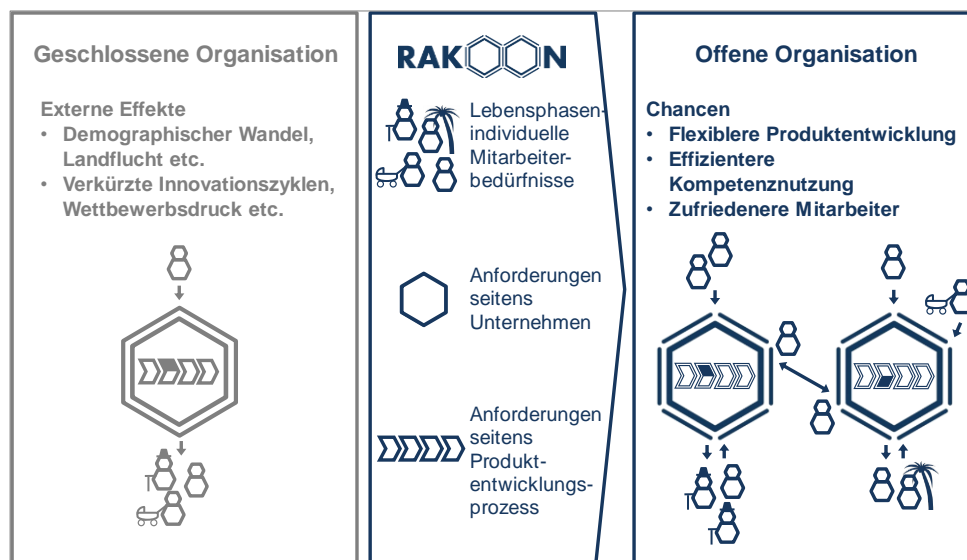 Geschlossene Organisation
Externe Effekte
• Demographischer Wandel,
Landflucht etc.
• Verkürzte Innovationszyklen,
Wettbewerbsdruck etc.
RAKOON
Lebensphasen-
individuelle
Mitarbeiter-
bedürfnisse
Anforderungen
seitens
Unternehmen
Anforderungen
seitens
Produkt-
entwicklungs-
prozess
Offene Organisation
Chancen
• Flexiblere Produktentwicklung
• Effizientere
Kompetenznutzung
• Zufriedenere Mitarbeiter